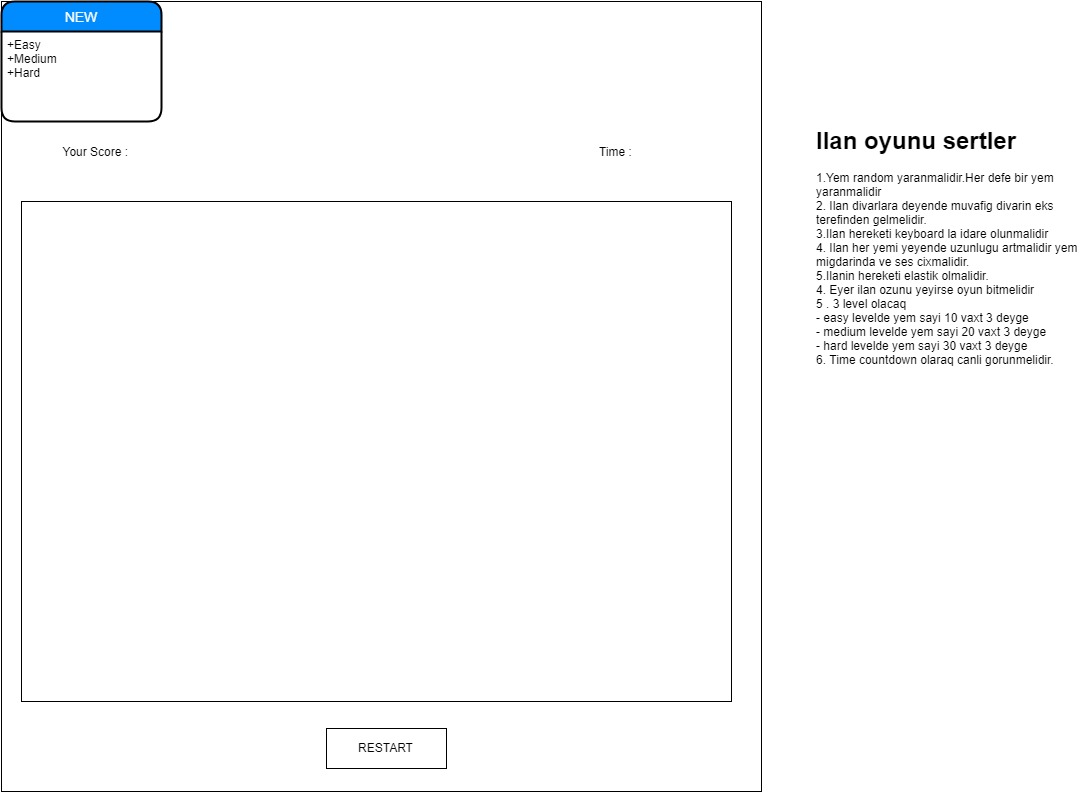 NEW
+Easy
+Medium
+Hard
Your Score :
Time :
RESTART
Ilan oyunu sertler
1.Yem random yaranmalidir.Her defe bir yem
yaranmalidir
2. Ilan divarlara deyende muvafig divarin eks
terefinden gelmelidir.
3.Ilan hereketi keyboard la idare olunmalidir
4. Ilan her yemi yeyende uzunlugu artmalidir yem
migdarinda ve ses cixmalidir.
5.Ilanin hereketi elastik olmalidir.
4. Eyer ilan ozunu yeyirse oyun bitmelidir
5 . 3 level olacaq
- easy levelde yem sayi 10 vaxt 3 deyge
- medium levelde yem sayi 20 vaxt 3 deyge
- hard levelde yem sayi 30 vaxt 3 deyge
6. Time countdown olaraq canli gorunmelidir.